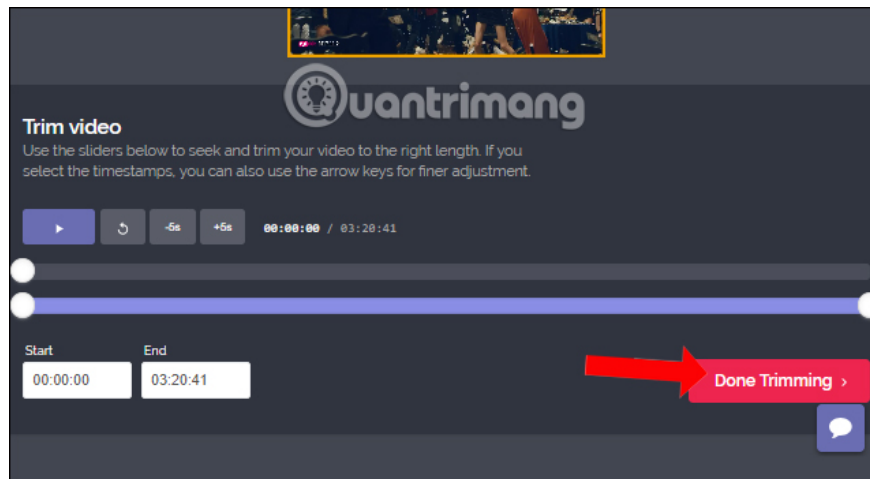 Quantrimang
Trim video
Use the sliders below to seek and trim your video to the right length. If you
select the timestamps, you can also use the arrow keys for finer adjustment.
-5s +5s 00:00:00 / 03:20:41
Start End
00:00:00 03:20:41
Done Trimming ›